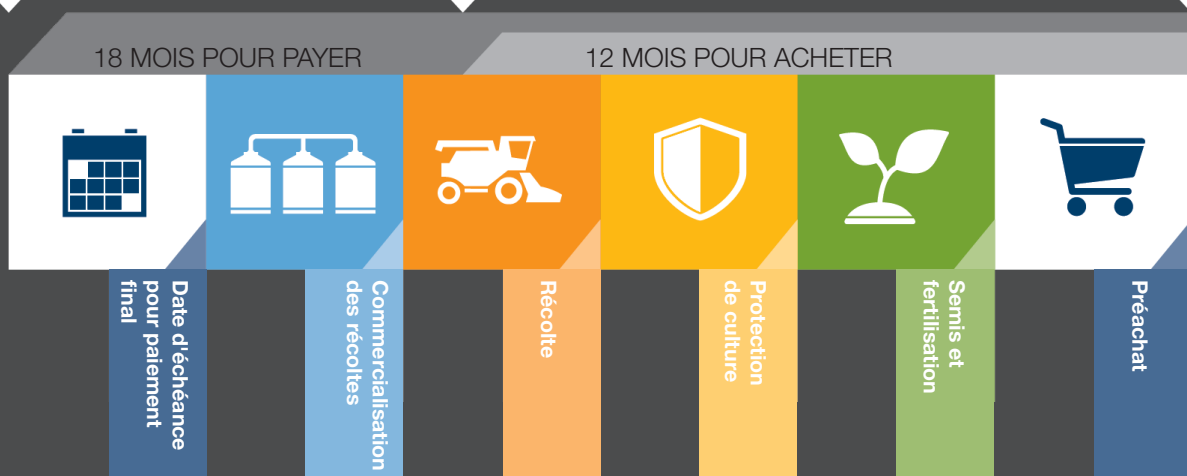 18 MOIS POUR PAYER
12 MOIS POUR ACHETER
Date d'échéance
pour paiement
final
Commercialisation
des récoltes
Récolte
Protection
de culture
Semis et
fertilisation
Préachat